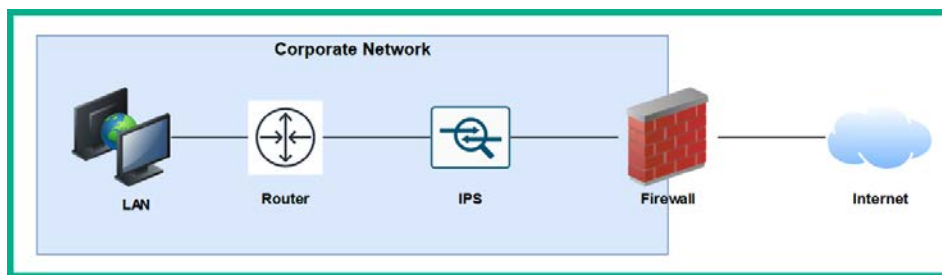 Corporate Network
LAN
Router
IPS
Firewall
Internet